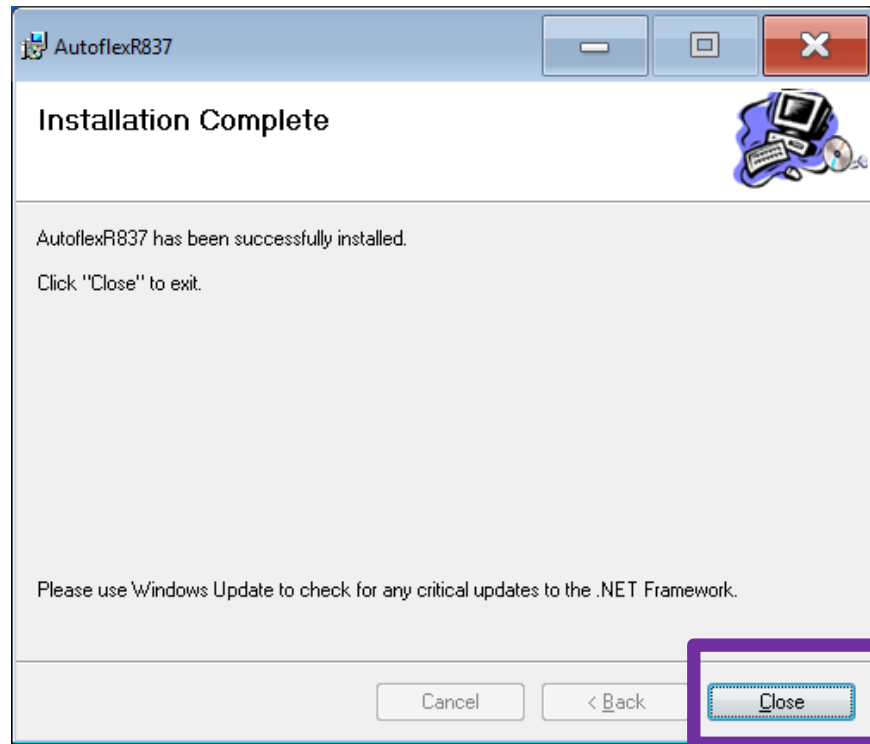 AutoflexR837
Installation Complete
AutoflexR837 has been successfully installed.
Click "Close" to exit.
Please use Windows Update to check for any critical updates to the .NET Framework.
Cancel
< Back
Close